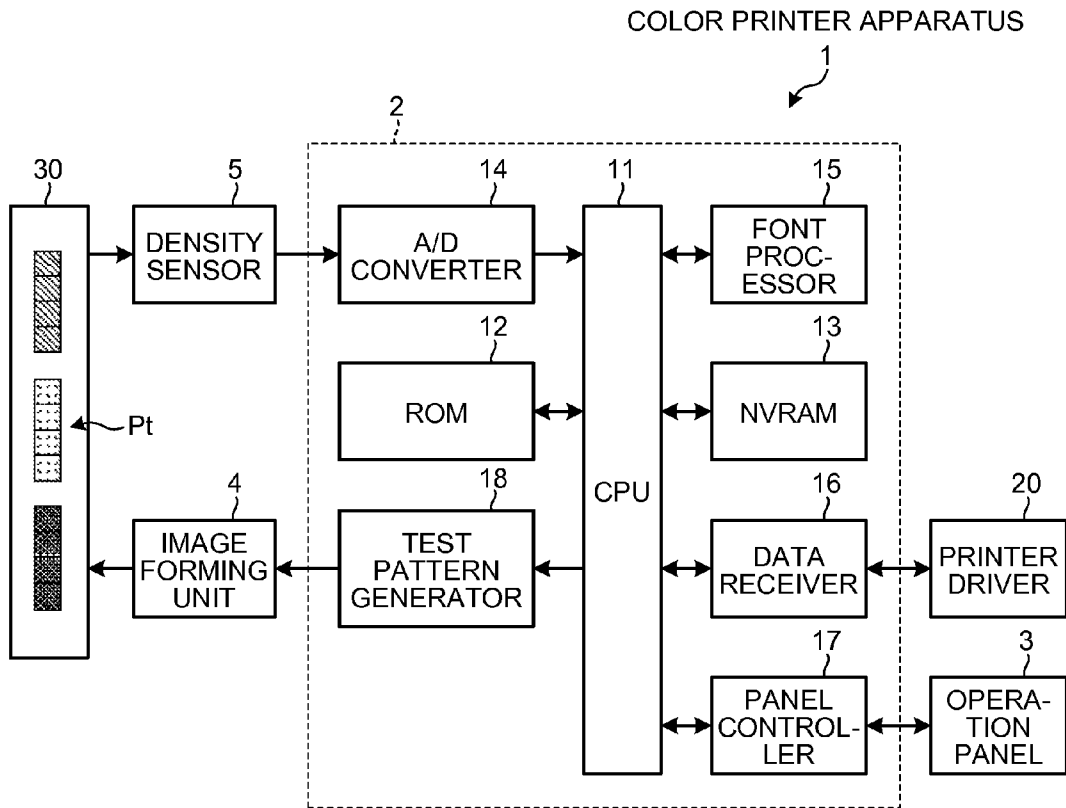 COLOR PRINTER APPARATUS
1
2
30
5
14
11
15
DENSITY
SENSOR
A/D
CONVERTER
FONT
PROC-
ESSOR
12
13
ROM
NVRAM
Pt
CPU
4
18
16
20
IMAGE
FORMING
UNIT
TEST
PATTERN
GENERATOR
DATA
RECEIVER
PRINTER
DRIVER
17
3
PANEL
CONTROL-
LER
OPERA-
TION
PANEL